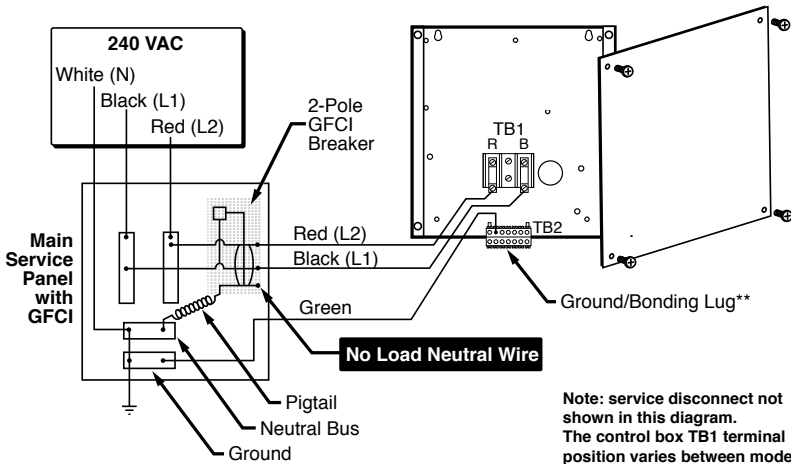 240 VAC
White (N)
Black (L1)
Red (L2)
2-Pole
GFCI
Breaker
TB1
R B
TB2
Main
Service
Panel
with
GFCI
Red (L2)
Black (L1)
Green
Ground/Bonding Lug**
No Load Neutral Wire
Pigtail
Neutral Bus
Ground
Note: service disconnect not
shown in this diagram.
The control box TB1 terminal
position varies between mode